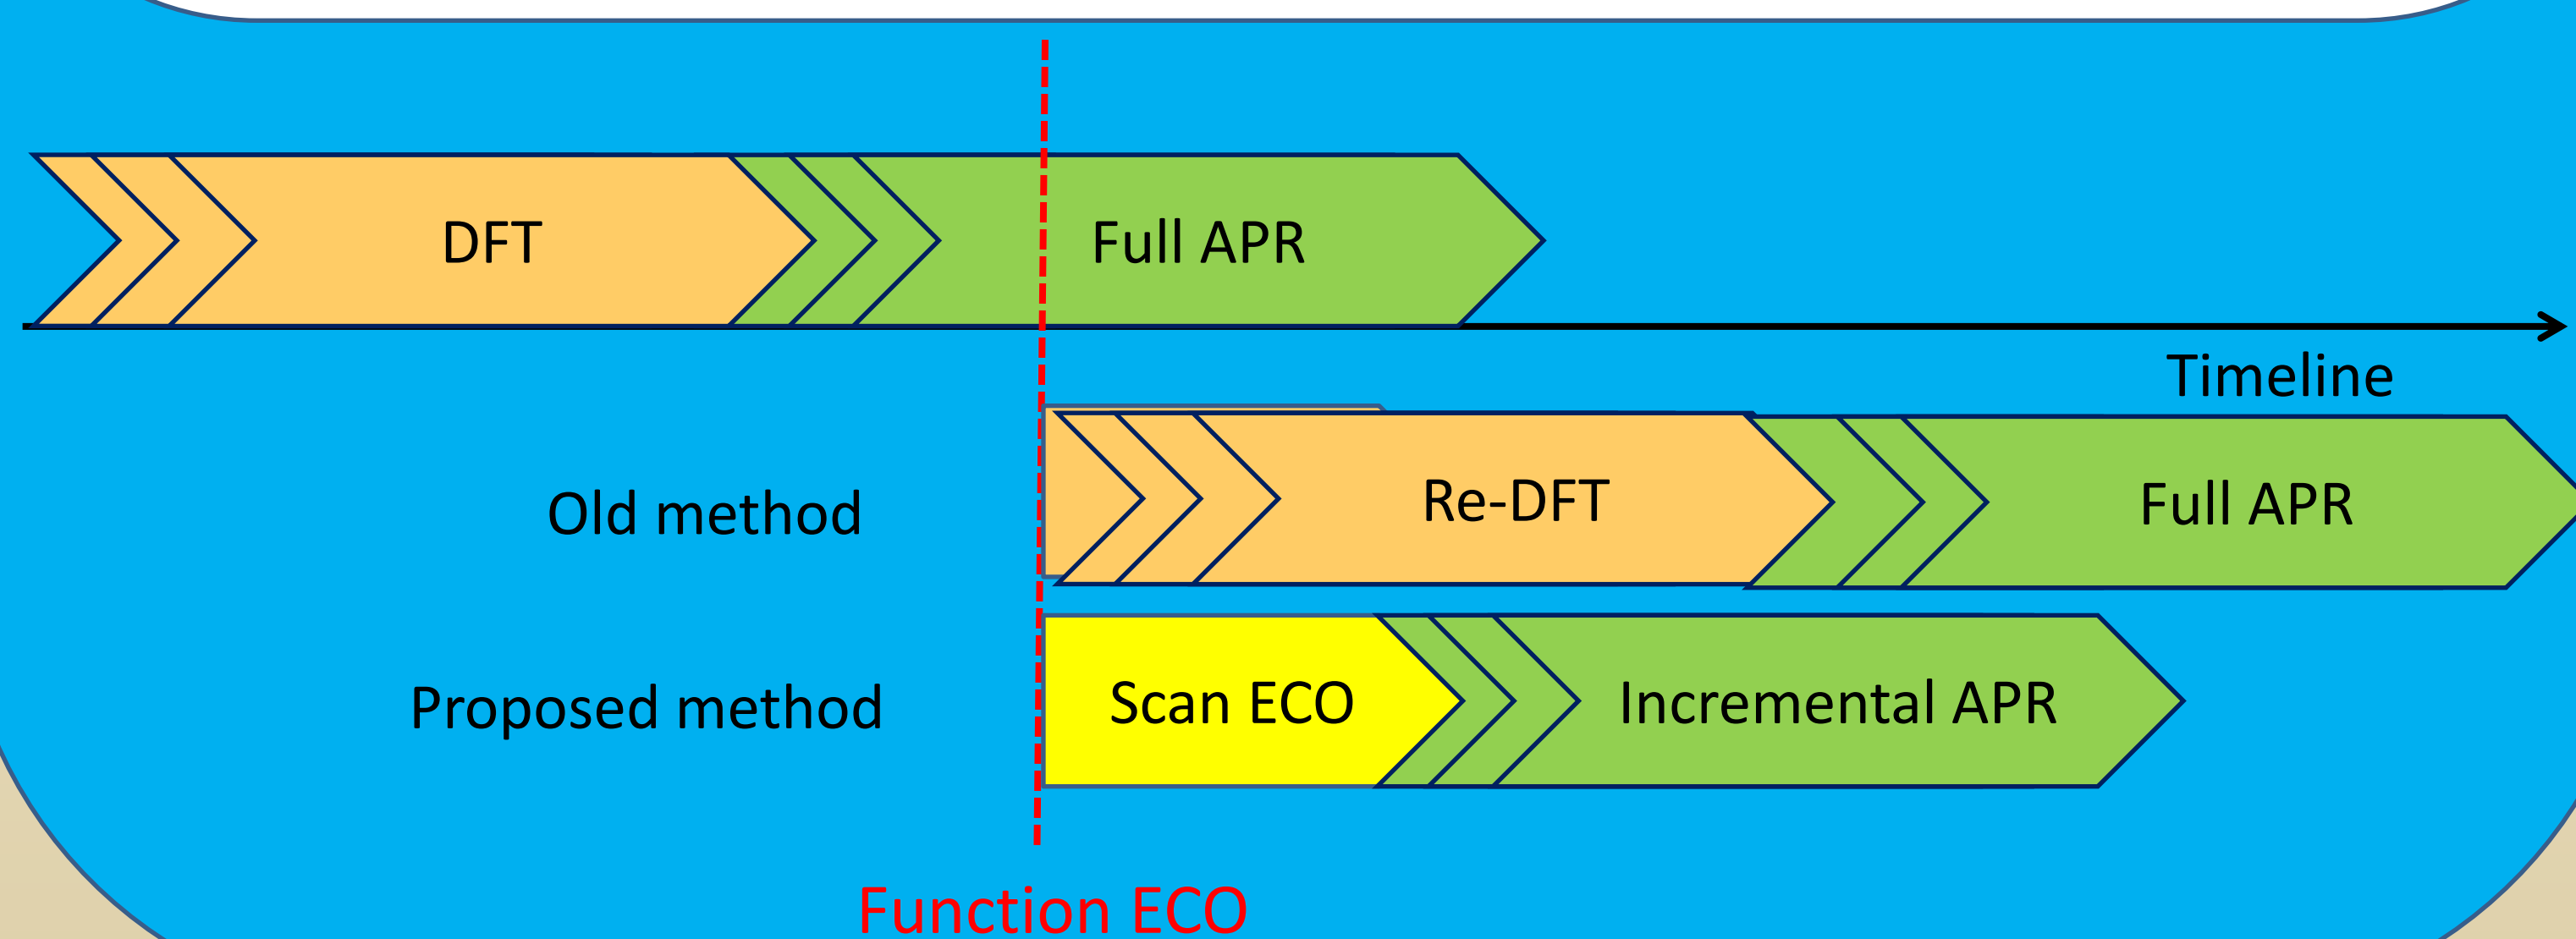 DFT
Full APR
Timeline
Old method
Re-DFT
Full APR
Proposed method
Scan ECO
Incremental APR
Function ECO